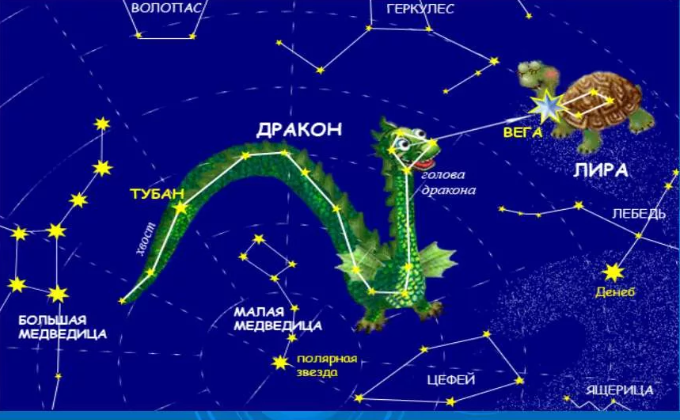 ВОЛОПАС
ГЕРКУЛЕС
ДРАКОН
ВЕГА
ЛИРА
голова
дракона
ТУБАН
хвост
ЛЕБЕДЬ
Денеб
БОЛЬШАЯ
МЕДВЕДИЦА
МАЛАЯ
МЕДВЕДИЦА
полярная
звезда
ЦЕФЕЙ
ЯЩЕРИЦА